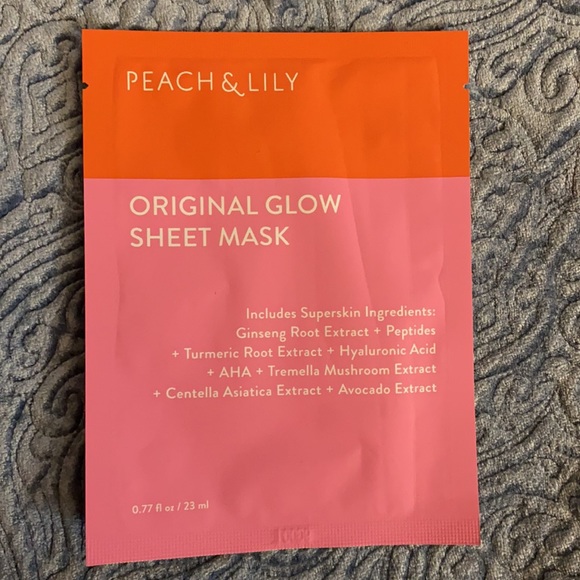 PEACH & LILY
ORIGINAL GLOW
SHEET MASK
Includes Superskin Ingredients:
Ginseng Root Extract + Peptides
+ Turmeric Root Extract + Hyaluronic Acid
+ AHA + Tremella Mushroom Extract
+ Centella Asiatica Extract + Avocado Extract
0.77 fl oz / 23 ml